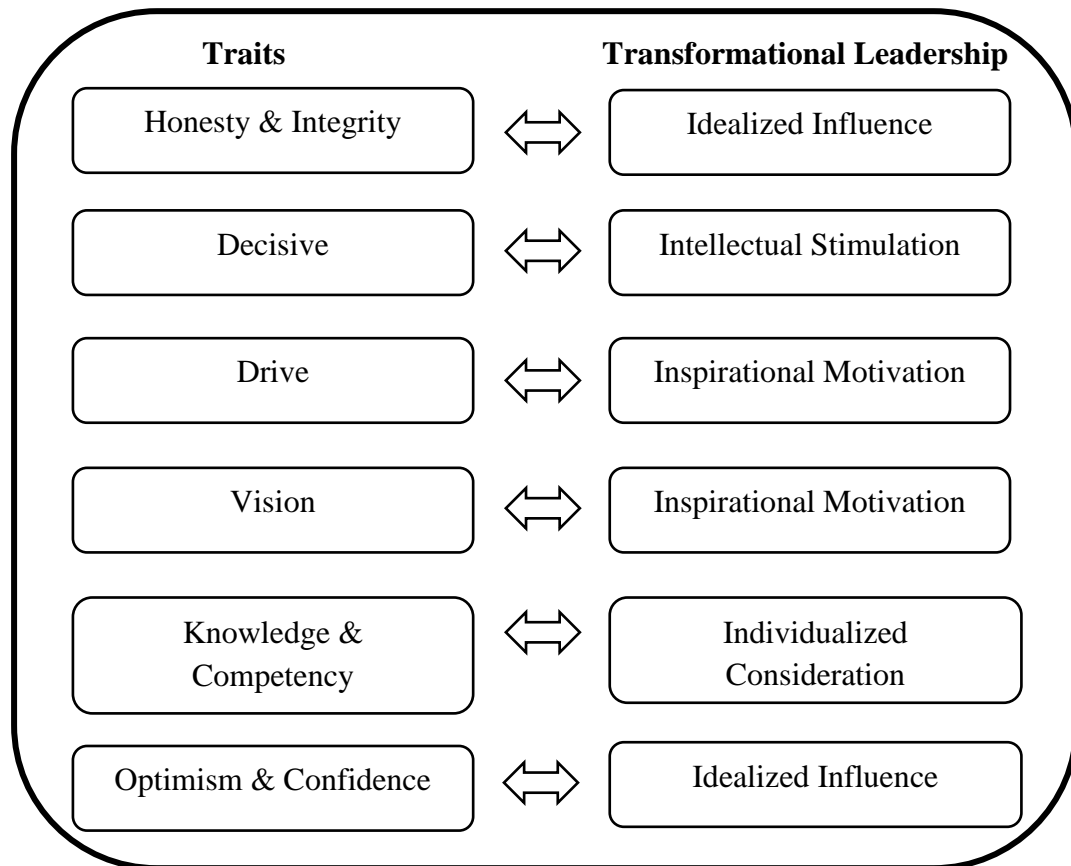 Traits
Transformational Leadership
Honesty & Integrity
Idealized Influence
Decisive
Intellectual Stimulation
Drive
Inspirational Motivation
Vision
Inspirational Motivation
Knowledge &
Competency
Individualized
Consideration
Optimism & Confidence
Idealized Influence